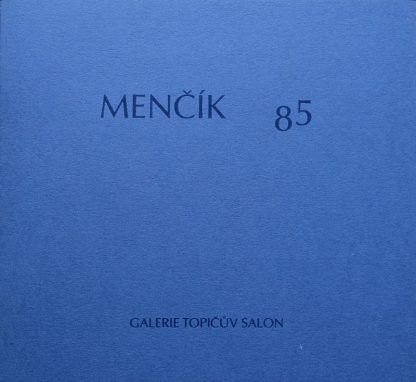 MENČÍK 85
GALERIE TOPIČŮV SALON